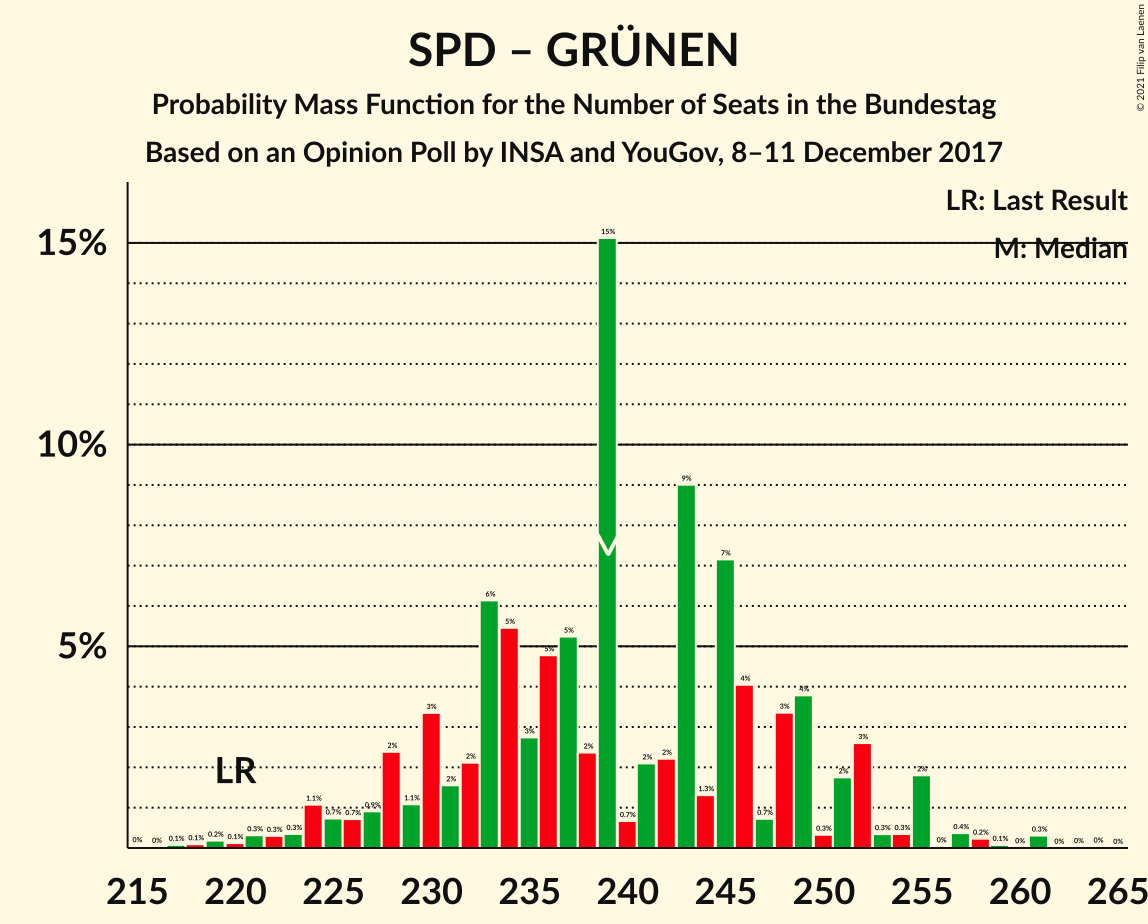 SPD – GRÜNEN
Probability Mass Function for the Number of Seats in the Bundestag
Based on an Opinion Poll by INSA and YouGov, 8–11 December 2017
© 2021 Filip van Laenen
LR: Last Result
M: Median
15%
10%
5%
LR
0% 0% 0.1% 0.1% 0.2% 0.1% 0.3% 0.3% 0.3% 1.1% 0.7% 0.7% 0.9% 2% 1.1% 3% 2% 2% 6% 5% 3% 5% 5% 2% 15% 0.7% 2% 2% 9% 1.3% 7% 4% 0.7% 3% 4% 0.3% 2% 3% 0.3% 0.3% 2% 0% 0.4% 0.2% 0.1% 0% 0.3% 0% 0% 0% 0%
215 220 225 230 235 240 245 250 255 260 265